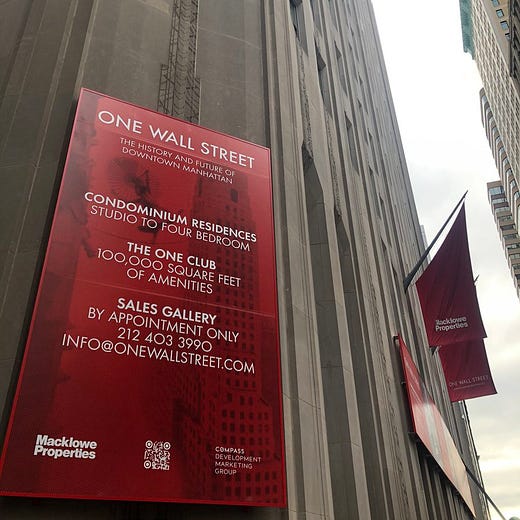 ONE WALL STREET
THE HISTORY AND FUTURE OF
DOWNTOWN MANHATTAN
CONDOMINIUM RESIDENCES
STUDIO TO FOUR BEDROOM
THE ONE CLUB
100,000 SQUARE FEET
OF AMENITIES
SALES GALLERY
BY APPOINTMENT ONLY
212 403 3990
INFO@ONEWALLSTREET.COM
Macklowe
Properties
COMPASS
DEVELOPMENT
MARKETING
GROUP
Macklowe
Properties
ONE WALL STREET